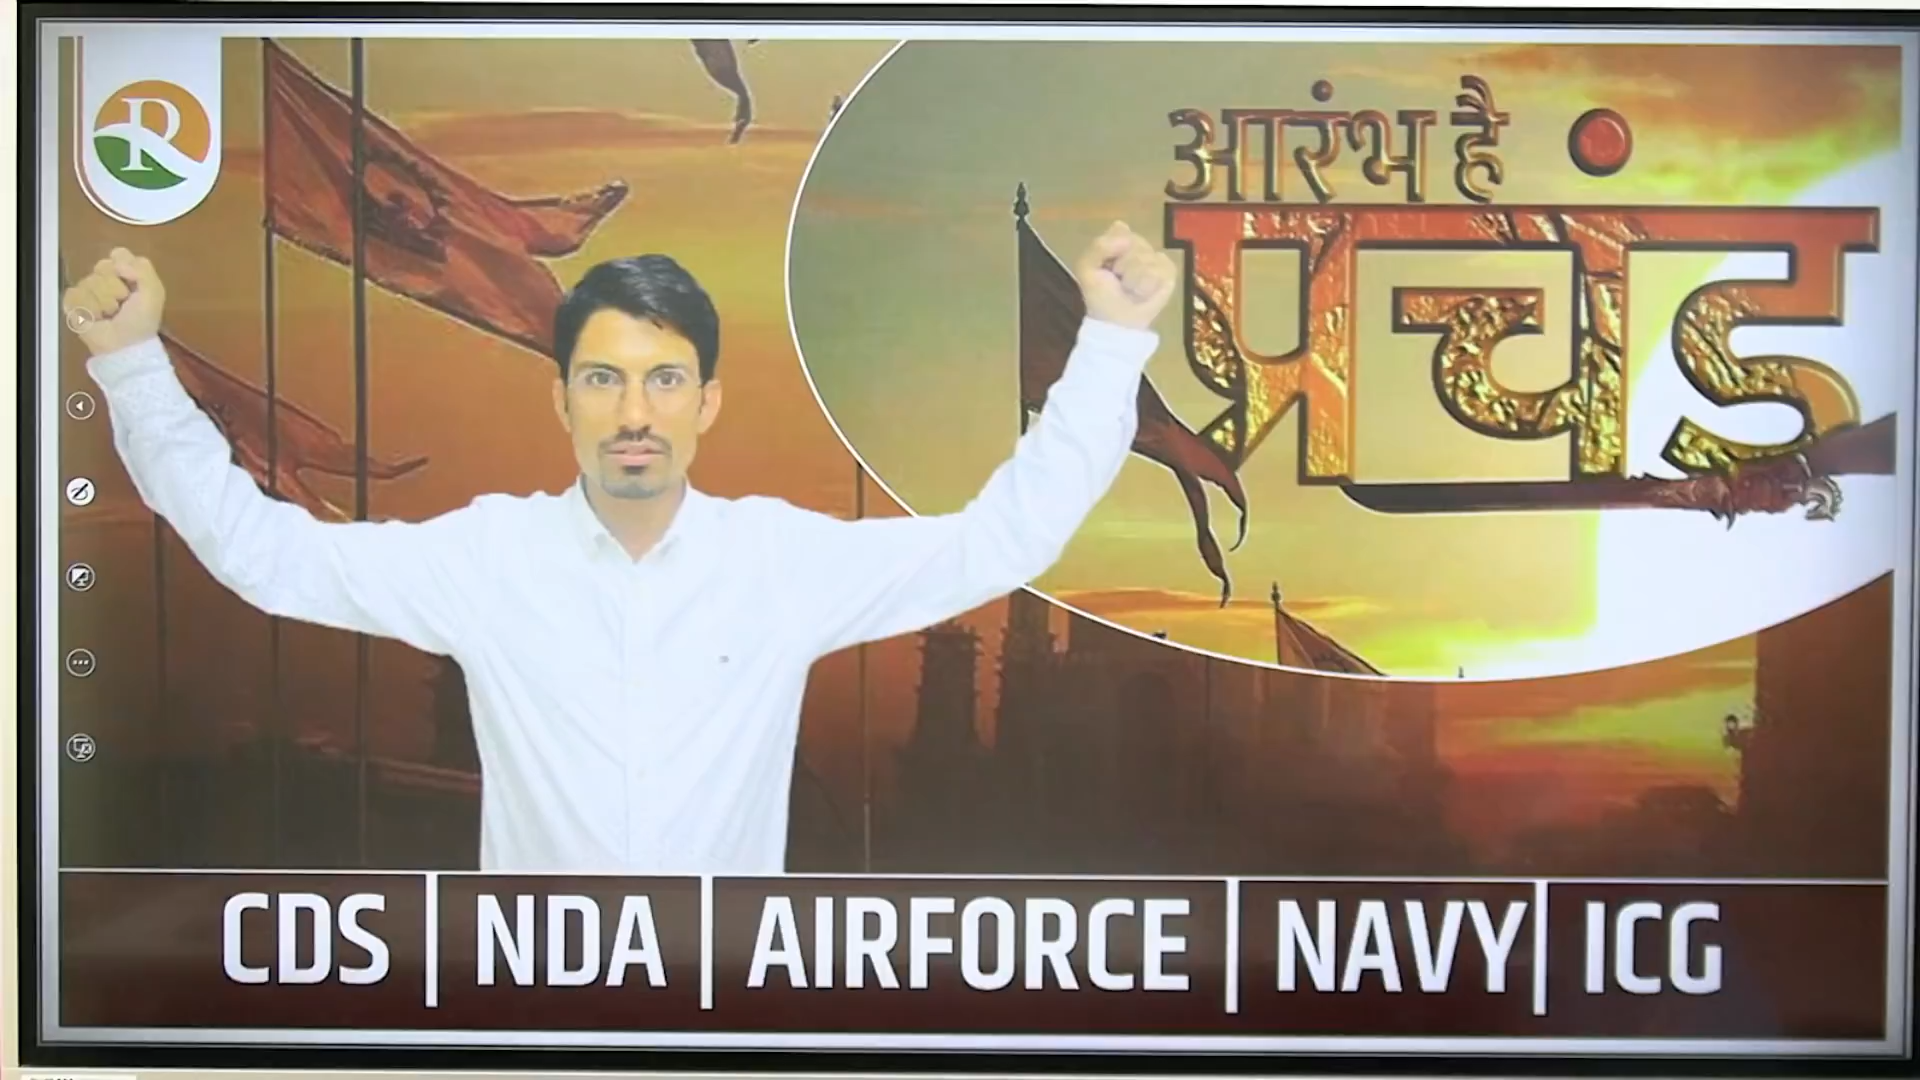 R
आरंभ है
प्रचंड
CDS | NDA | AIRFORCE | NAVY | ICG